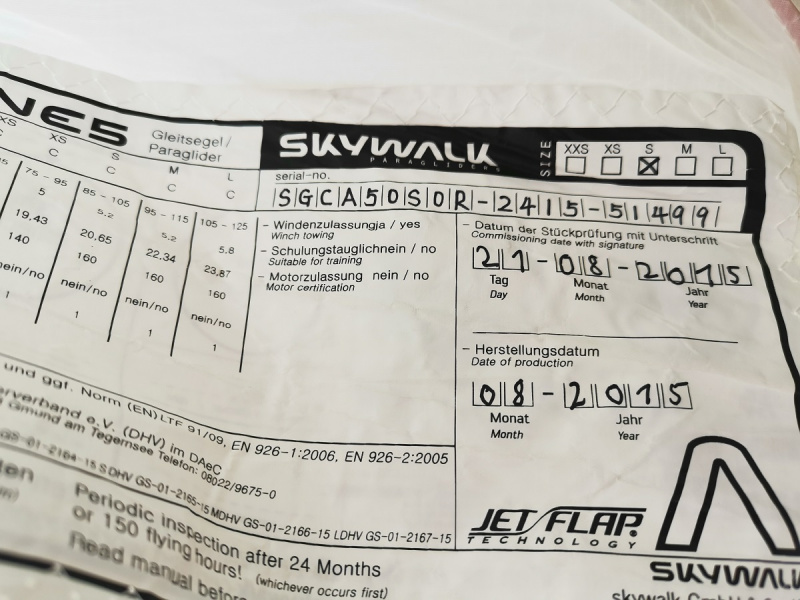 Gleitsegel /
Paraglider
SKYWALK
PARAGLIDERS
SIZE
XXS XS S M L
serial-no.
SGCA50S0R-2415-51499
XS S M L
C C C C
75 - 95 85 - 105 95 - 115 105 - 125
5 5.2 5.2 5.8
19.43 20.65 22.34 23.87
140 160 160 160
nein/no nein/no nein/no
1 1 1 1
- Windenzulassungja / yes
Winch towing
- Schulungstauglichnein / no
Suitable for training
- Motorzulassung nein / no
Motor certification
- Datum der Stückprüfung mit Unterschrift
Commissioning date with signature
21-08-2015
Tag Monat Jahr
Day Month Year
- Herstellungsdatum
Date of production
08-2015
Monat Jahr
Month Year
und ggf. Norm (EN) LTF 91/09, EN 926-1:2006, EN 926-2:2005
e.V. (DHV) im DAeC
Gmund am Tegernsee Telefon: 08022/9675-0
GS-01-2164-15 S DHV GS-01-2165-15 MDHV GS-01-2166-15 LDHV GS-01-2167-15
Periodic inspection after 24 Months
or 150 flying hours! (whichever occurs first)
Read manual before
JET FLAP
TECHNOLOGY
SKYWALK
skywalk GmbH &